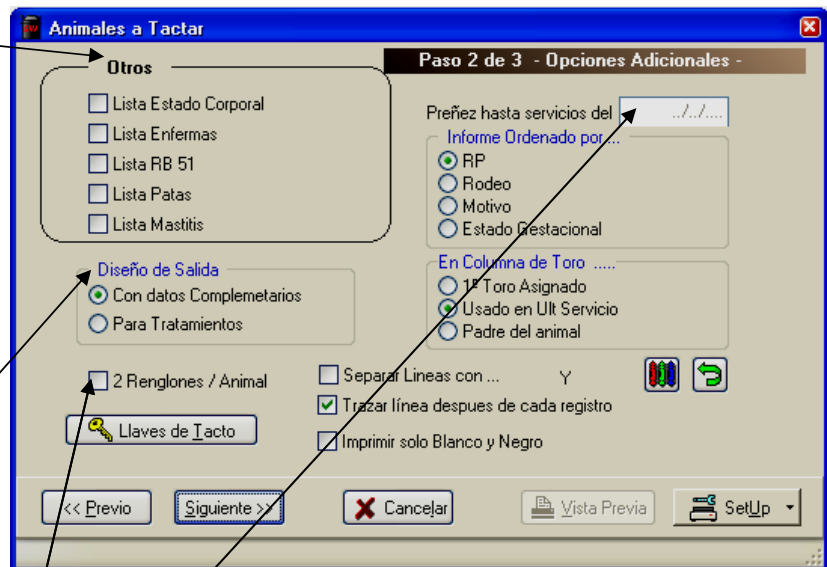 Animales a Tactar
Paso 2 de 3 - Opciones Adicionales -
Otros
Lista Estado Corporal
Lista Enfermas
Lista RB 51
Lista Patas
Lista Mastitis
Preñez hasta servicios del ../../....
Informe Ordenado por ...
RP
Rodeo
Motivo
Estado Gestacional
Diseño de Salida
Con datos Complemetarios
Para Tratamientos
En Columna de Toro .....
1º Toro Asignado
Usado en Ult Servicio
Padre del animal
2 Renglones / Animal
Separar Lineas con ... Y
Trazar línea despues de cada registro
Imprimir solo Blanco y Negro
Llaves de Tacto
<< Previo
Siguiente >>
Cancelar
Vista Previa
SetUp